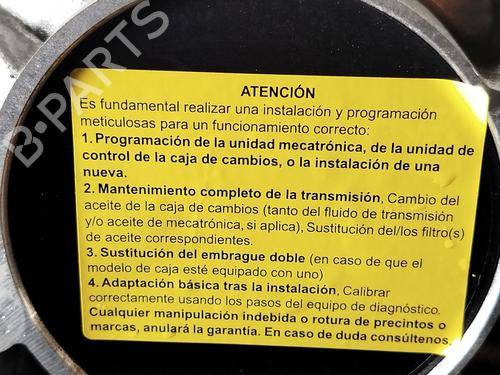 ATENCIÓN
Es fundamental realizar una instalación y programación
meticulosas para un funcionamiento correcto:
1. Programación de la unidad mecatrónica, de la unidad de
control de la caja de cambios, o la instalación de una
nueva.
2. Mantenimiento completo de la transmisión, Cambio del
aceite de la caja de cambios (tanto del fluido de transmisión
y/o aceite de mecatrónica, si aplica), Sustitución del/los filtro(s)
de aceite correspondientes.
3. Sustitución del embrague doble (en caso de que el
modelo de caja esté equipado con uno)
4. Adaptación básica tras la instalación, Calibrar
correctamente usando los pasos del equipo de diagnóstico.
Cualquier manipulación indebida o rotura de precintos o
marcas, anulará la garantía. En caso de duda consúltenos.
B-PARTS